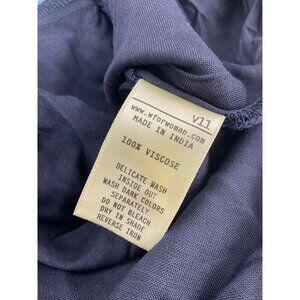 v11
www.wforwoman.com
MADE IN INDIA
100% VISCOSE
DELICATE WASH
INSIDE OUT
WASH DARK COLORS
SEPARATELY
DO NOT BLEACH
DRY IN SHADE
REVERSE IRON